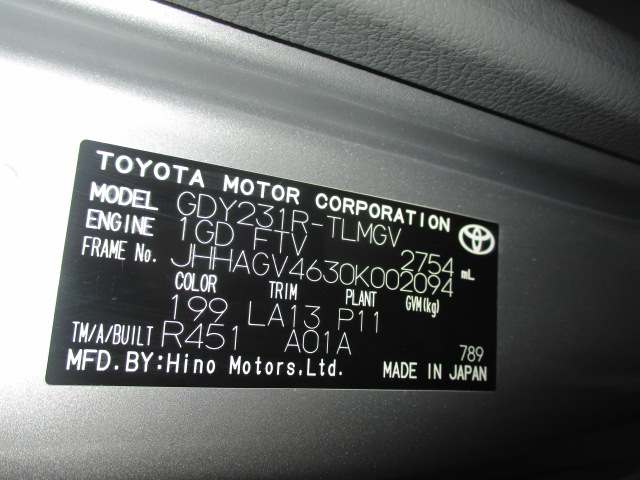 TOYOTA MOTOR CORPORATION
MODEL GDY231R-TLMGV
ENGINE 1GD FTV 2754 mL
FRAME No. JHHAGV4630K002094
COLOR TRIM PLANT GVM(kg)
199 LA13 P11
TM/A/BUILT R451 A01A 789
MFD.BY:Hino Motors,Ltd. MADE IN JAPAN